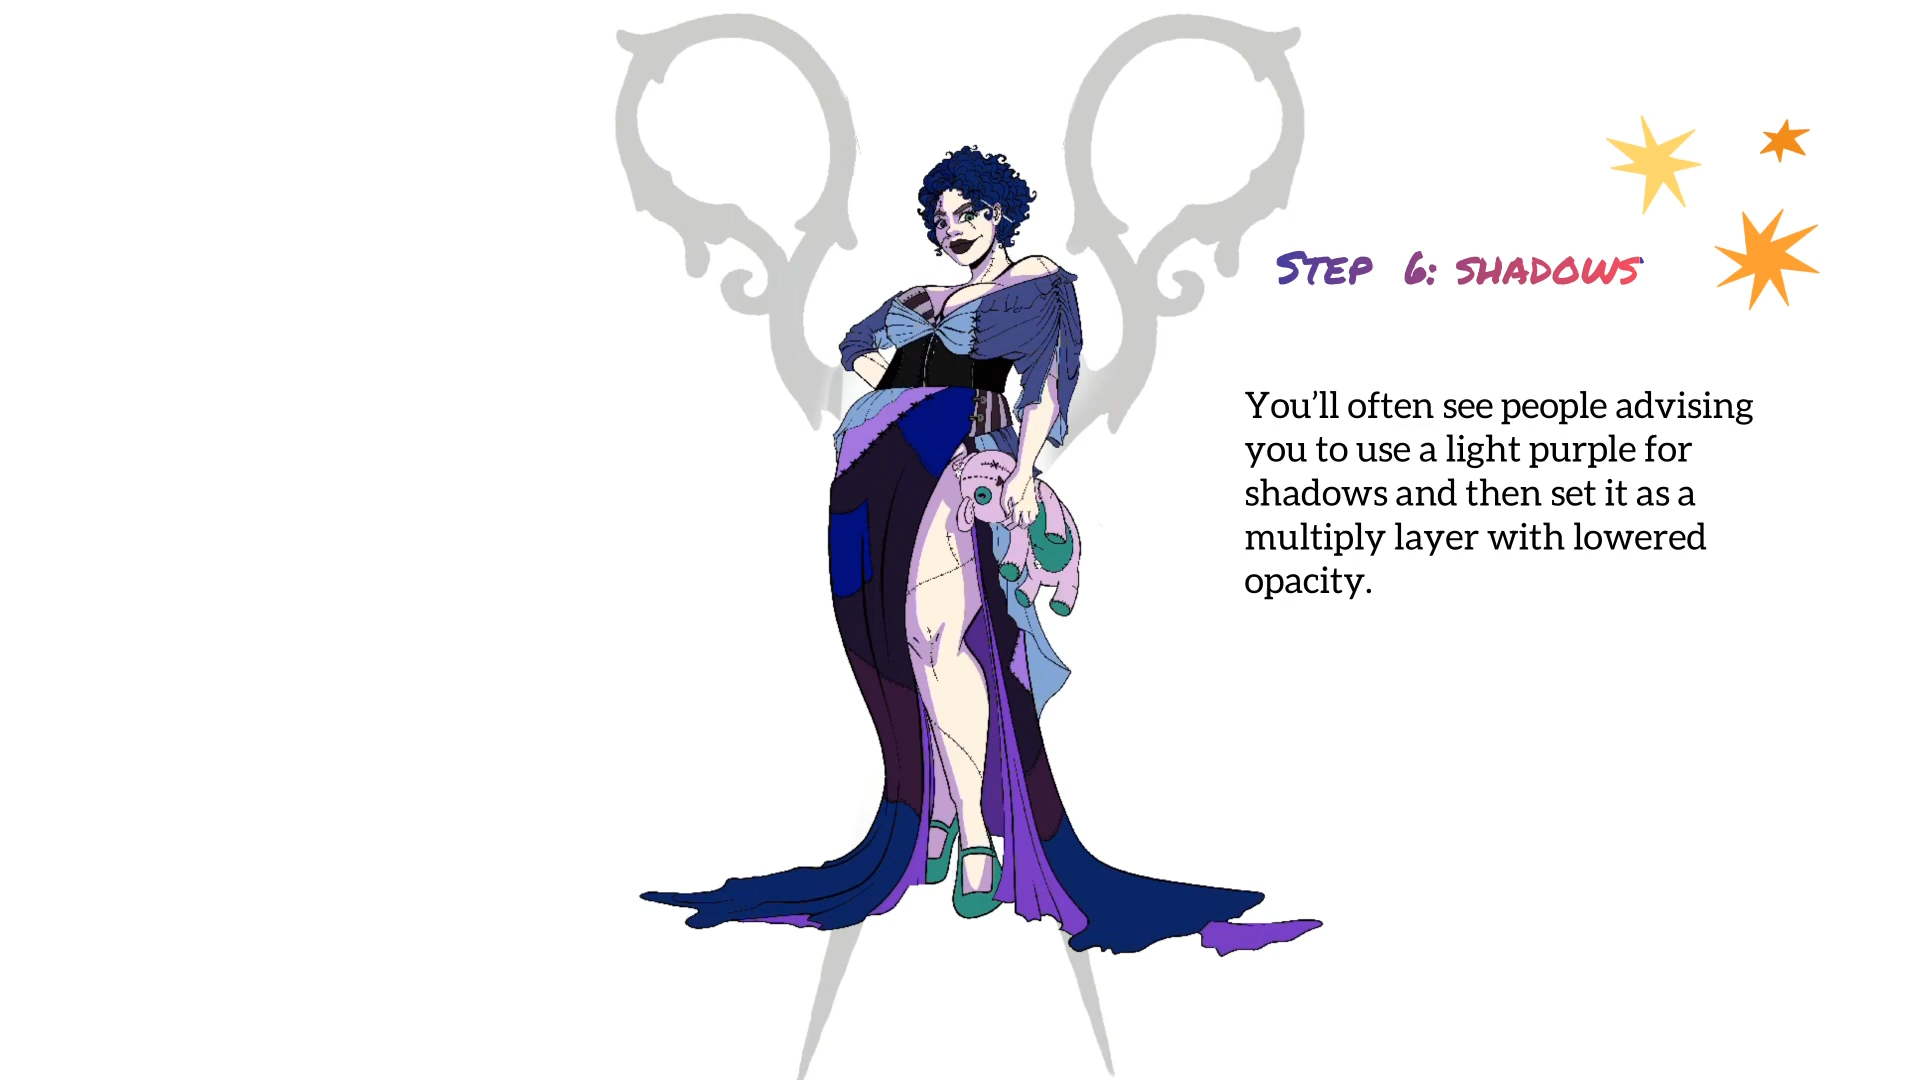 Step 6: shadows
You’ll often see people advising
you to use a light purple for
shadows and then set it as a
multiply layer with lowered
opacity.